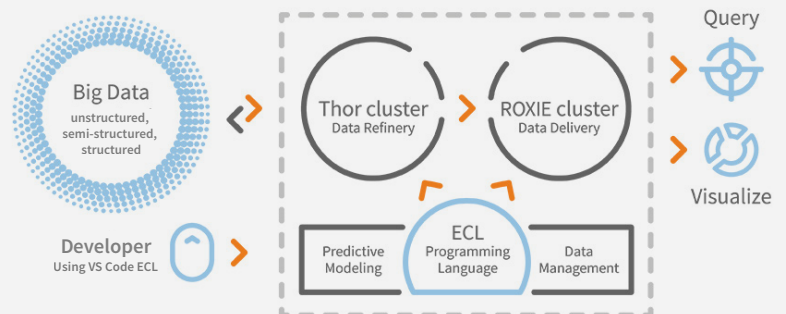 Big Data
unstructured,
semi-structured,
structured
Developer
Using VS Code ECL
Thor cluster
Data Refinery
ROXIE cluster
Data Delivery
Predictive
Modeling
ECL
Programming
Language
Data
Management
Query
Visualize